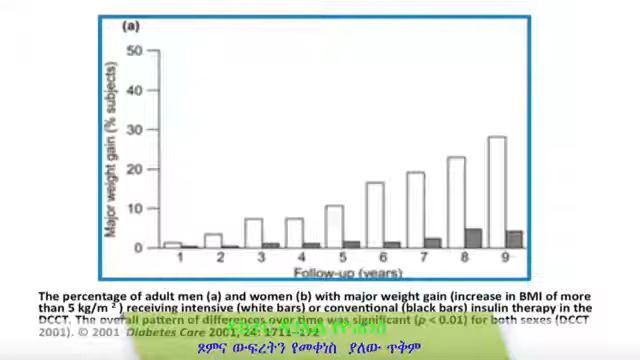 (a)
Major weight gain (% subjects)
50
40
30
20
10
0
1 2 3 4 5 6 7 8 9
Follow-up (years)
The percentage of adult men (a) and women (b) with major weight gain (increase in BMI of more
than 5 kg/m 2 ) receiving intensive (white bars) or conventional (black bars) insulin therapy in the
DCCT. The overall pattern of differences over time was significant (p < 0.01) for both sexes (DCCT
2001). © 2001 Diabetes Care 2001, 24: 1711–172
ጾምና ውፍረትን የመቀነስ ያለው ጥቅም